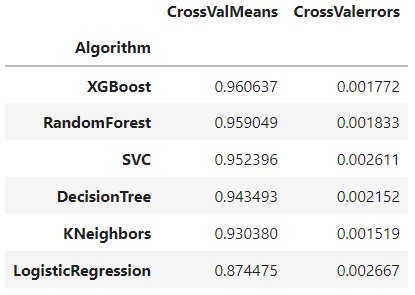 CrossValMeans CrossValerrors
Algorithm
XGBoost 0.960637 0.001772
RandomForest 0.959049 0.001833
SVC 0.952396 0.002611
DecisionTree 0.943493 0.002152
KNeighbors 0.930380 0.001519
LogisticRegression 0.874475 0.002667